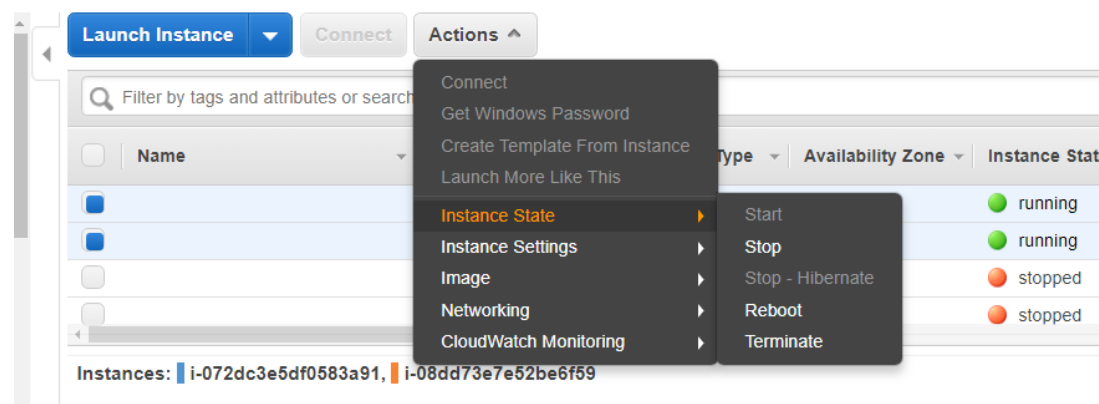 Launch Instance Connect Actions
Connect
Filter by tags and attributes or search
Get Windows Password
Create Template From Instance
Name Type Availability Zone Instance Stat
Launch More Like This
Instance State Start running
Instance Settings Stop running
Image Stop - Hibernate stopped
Networking Reboot stopped
CloudWatch Monitoring Terminate
Instances: i-072dc3e5df0583a91, i-08dd73e7e52be6f59